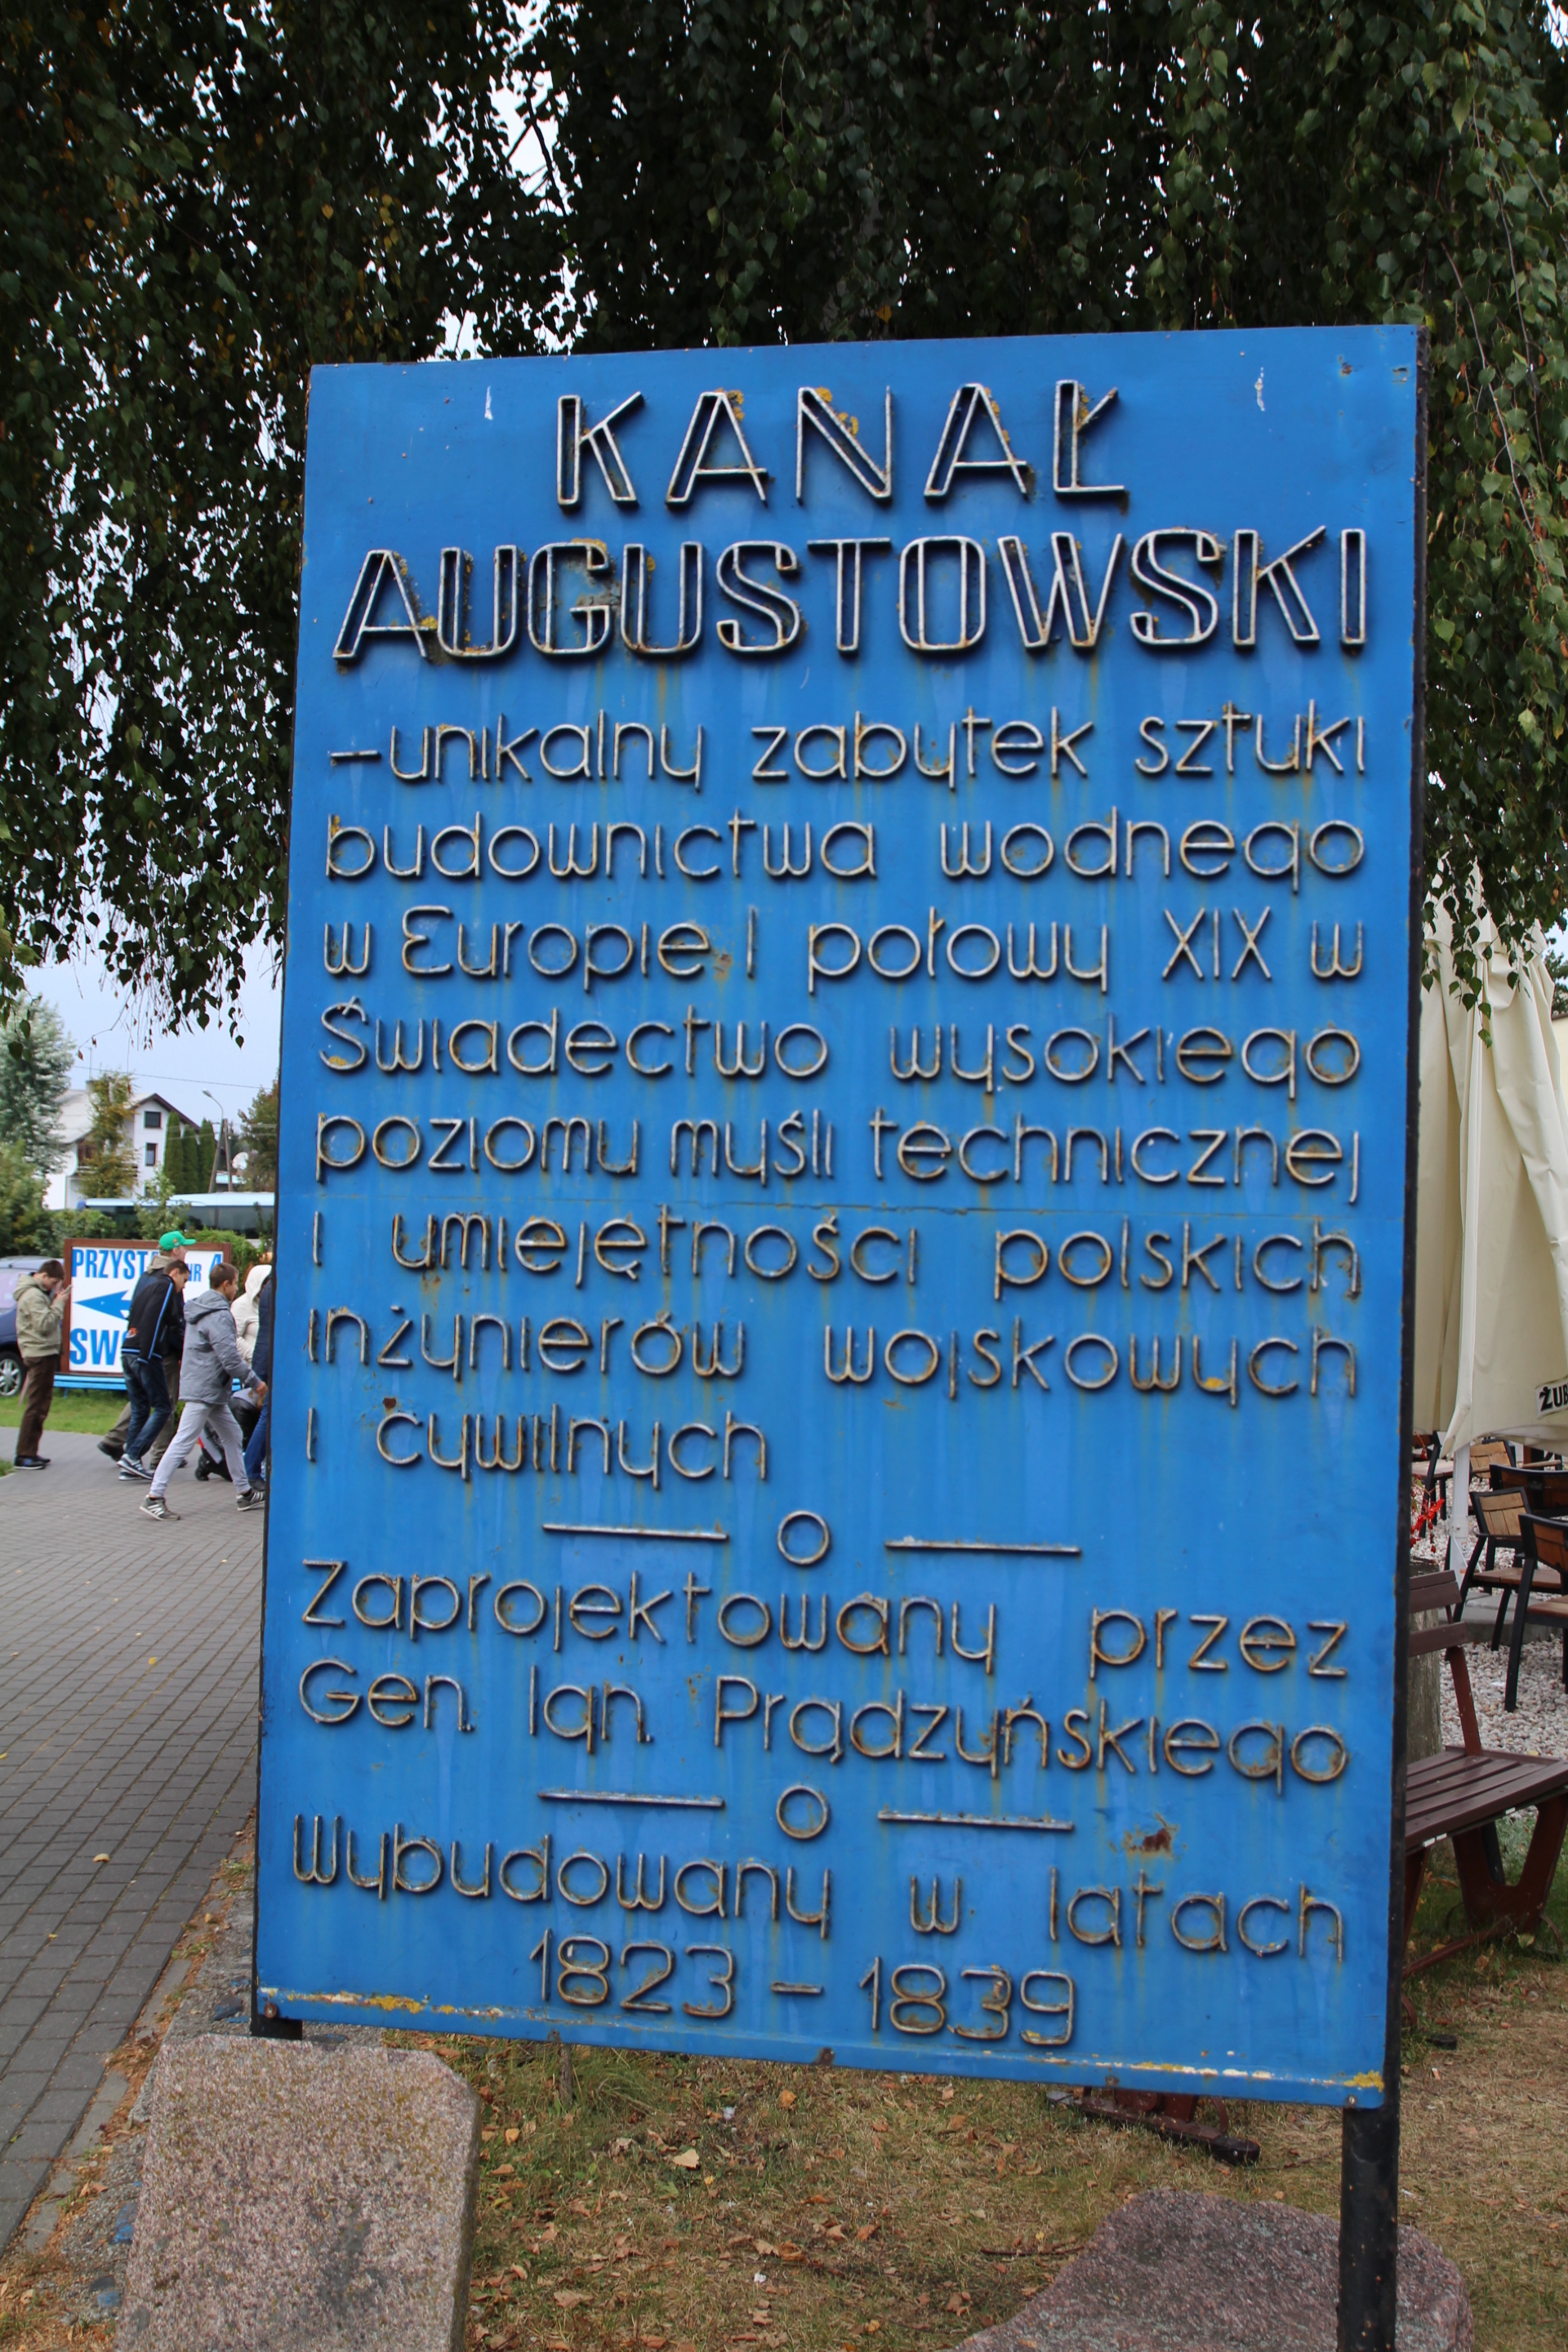 KANAŁ
AUGUSTOWSKI
—unikalny zabytek sztuki
budownictwa wodnego
w Europie I połowy XIX w
Świadectwo wysokiego
poziomu myśli technicznej
i umiejętności polskich
inżynierów wojskowych
i cywilnych
— o —
Zaprojektowany przez
Gen. Ign. Prądzyńskiego
— o —
Wybudowany w latach
1823 – 1839